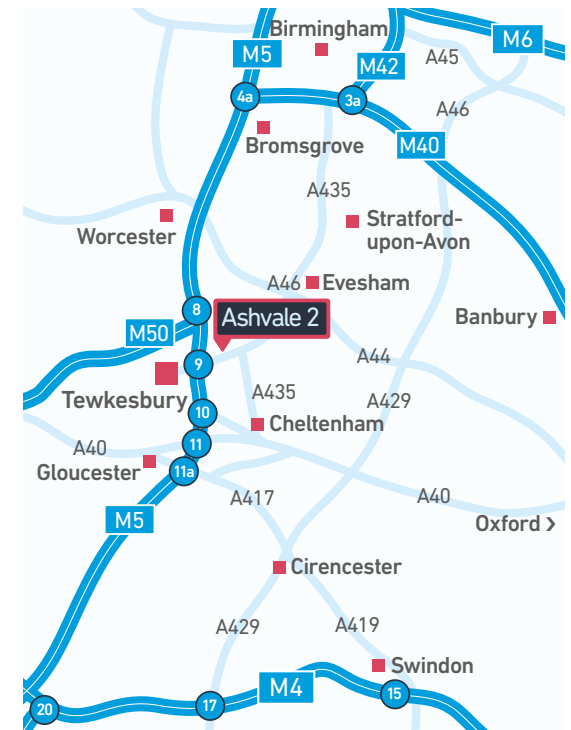 Birmingham
M6
M5
M42
A45
4a
3a
A46
Bromsgrove
M40
A435
Worcester
Stratford-
upon-Avon
A46
Evesham
8
Ashvale 2
Banbury
M50
9
A44
Tewkesbury
A435
A429
10
Cheltenham
11
A40
Gloucester
11a
A417
A40
M5
Oxford >
Cirencester
A429
A419
Swindon
M4
15
17
20